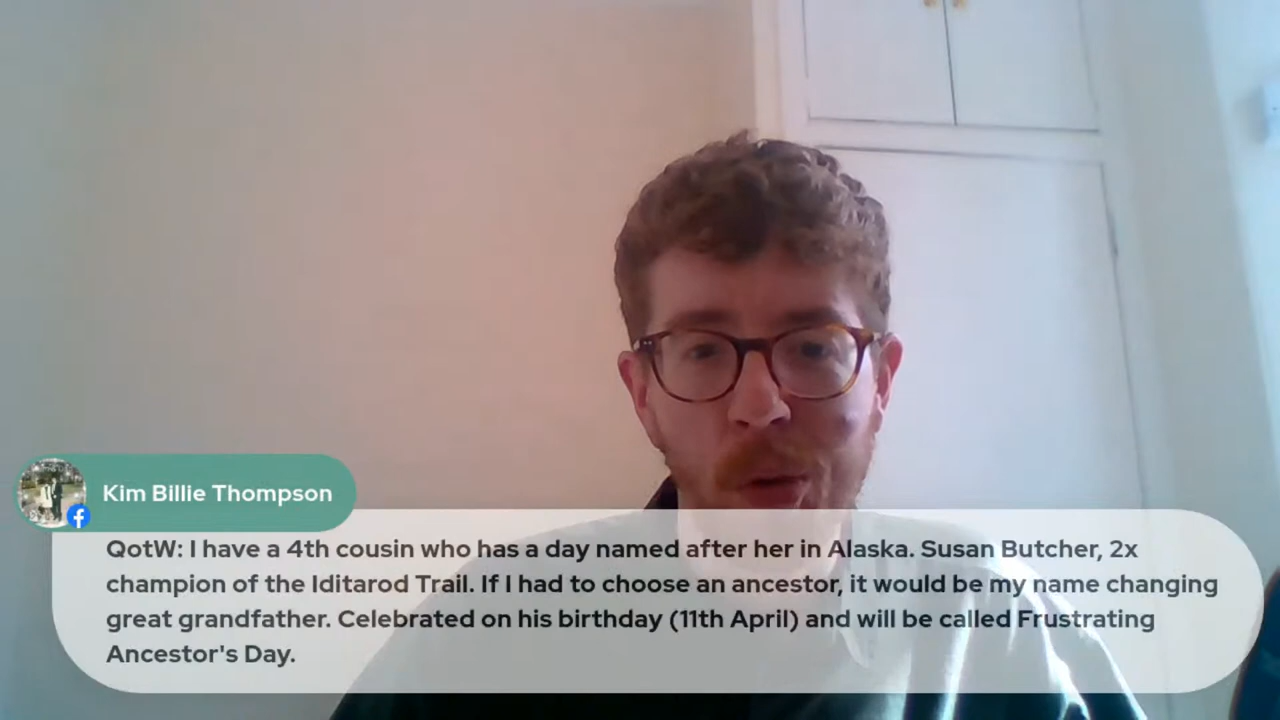 Kim Billie Thompson
QotW: I have a 4th cousin who has a day named after her in Alaska. Susan Butcher, 2x
champion of the Iditarod Trail. If I had to choose an ancestor, it would be my name changing
great grandfather. Celebrated on his birthday (11th April) and will be called Frustrating
Ancestor's Day.